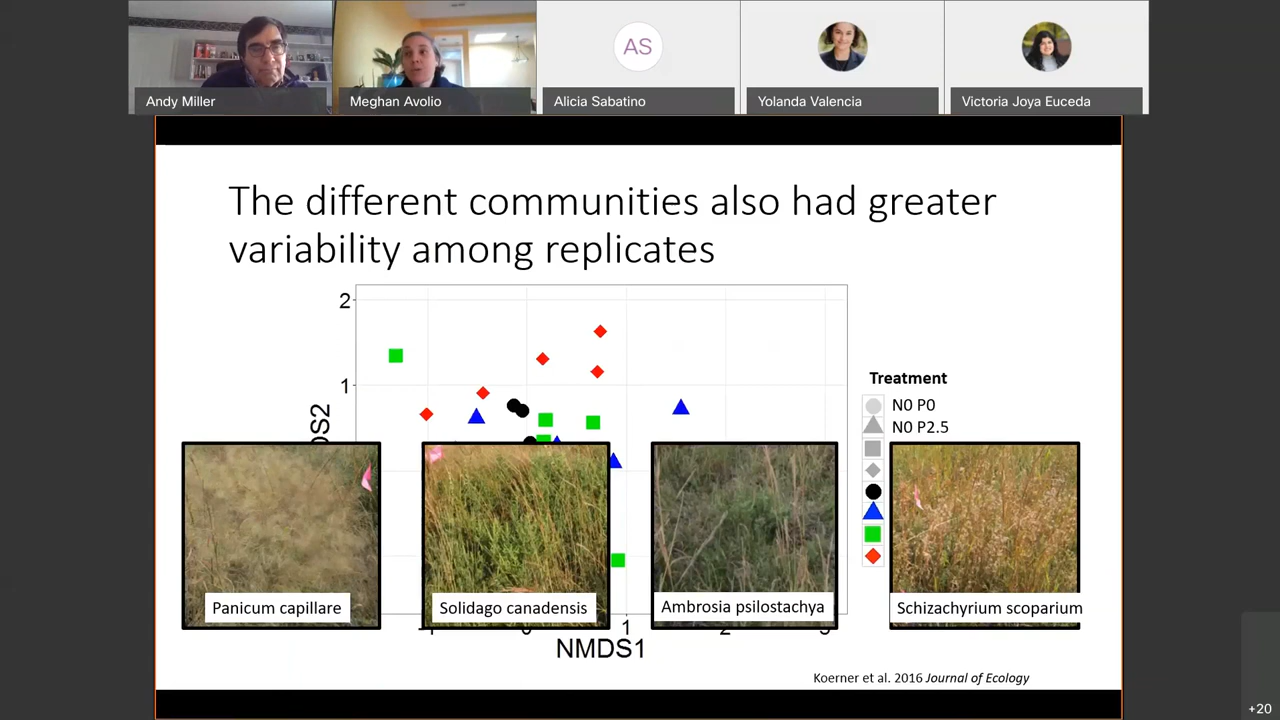 AS
Andy Miller
Meghan Avolio
Alicia Sabatino
Yolanda Valencia
Victoria Joya Euceda
The different communities also had greater
variability among replicates
2
1
Treatment
N0 P0
N0 P2.5
Panicum capillare
Solidago canadensis
Ambrosia psilostachya
Schizachyrium scoparium
1
NMDS1
Koerner et al. 2016 Journal of Ecology
+20